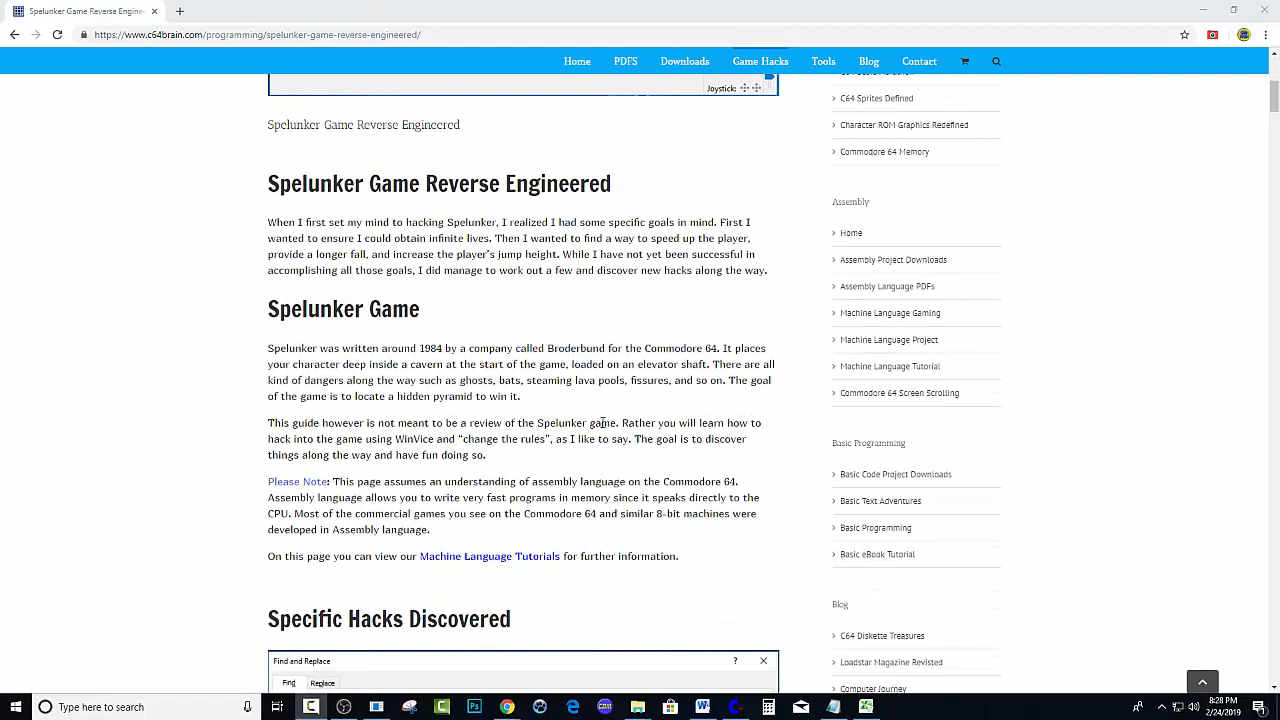 Spelunker Game Reverse Engine
https://www.c64brain.com/programming/spelunker-game-reverse-engineering/
Home PDFS Downloads Game Hacks Tools Blog Contact
Joystick:
Spelunker Game Reverse Engineered
Spelunker Game Reverse Engineered
When I first set my mind to hacking Spelunker, I realized I had some specific goals in mind. First I
wanted to ensure I could obtain infinite lives. Then I wanted to find a way to speed up the player,
provide a longer fall, and increase the player's jump height. While I have not yet been successful in
accomplishing all those goals, I did manage to work out a few and discover new hacks along the way.
Spelunker Game
Spelunker was written around 1984 by a company called Broderbund for the Commodore 64. It places
your character deep inside a cavern at the start of the game, loaded on an elevator shaft. There are all
kind of dangers along the way such as ghosts, bats, steaming lava pools, fissures, and so on. The goal
of the game is to locate a hidden pyramid to win it.
This guide however is not meant to be a review of the Spelunker game. Rather you will learn how to
hack into the game using WinVice and “change the rules”, as I like to say. The goal is to discover
things along the way and have fun doing so.
Please Note: This page assumes an understanding of assembly language on the Commodore 64.
Assembly language allows you to write very fast programs in memory since it speaks directly to the
CPU. Most of the commercial games you see on the Commodore 64 and similar 8-bit machines were
developed in Assembly language.
On this page you can view our Machine Language Tutorials for further information.
Specific Hacks Discovered
Find and Replace ?
Find Replace
C64 Sprites Defined
Character ROM Graphics Redefined
Commodore 64 Memory
Assembly
Home
Assembly Project Downloads
Assembly Language PDFs
Machine Language Gaming
Machine Language Project
Machine Language Tutorial
Commodore 64 Screen Scrolling
Basic Programming
Basic Code Project Downloads
Basic Text Adventures
Basic Programming
Basic eBook Tutorial
Blog
C64 Diskette Treasures
Loadstar Magazine Revisted
Computer Journey
Type here to search
8:28 PM
2/24/2019